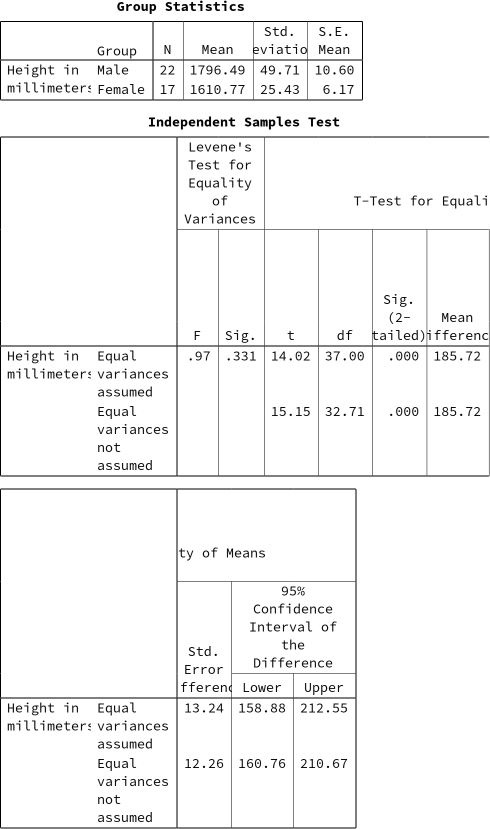 Group Statistics
Group N Mean Std. eviatio S.E. Mean
Height in millimeters Male 22 1796.49 49.71 10.60
Female 17 1610.77 25.43 6.17
Independent Samples Test
Levene's Test for Equality of Variances T-Test for Equali
F Sig. t df Sig. (2-tailed) ifferenc Mean
Height in millimeters Equal variances assumed .97 .331 14.02 37.00 .000 185.72
Equal variances not assumed 15.15 32.71 .000 185.72
ty of Means
Std. Error fferenc 95% Confidence Interval of the Difference
Lower Upper
Height in millimeters Equal variances assumed 13.24 158.88 212.55
Equal variances not assumed 12.26 160.76 210.67